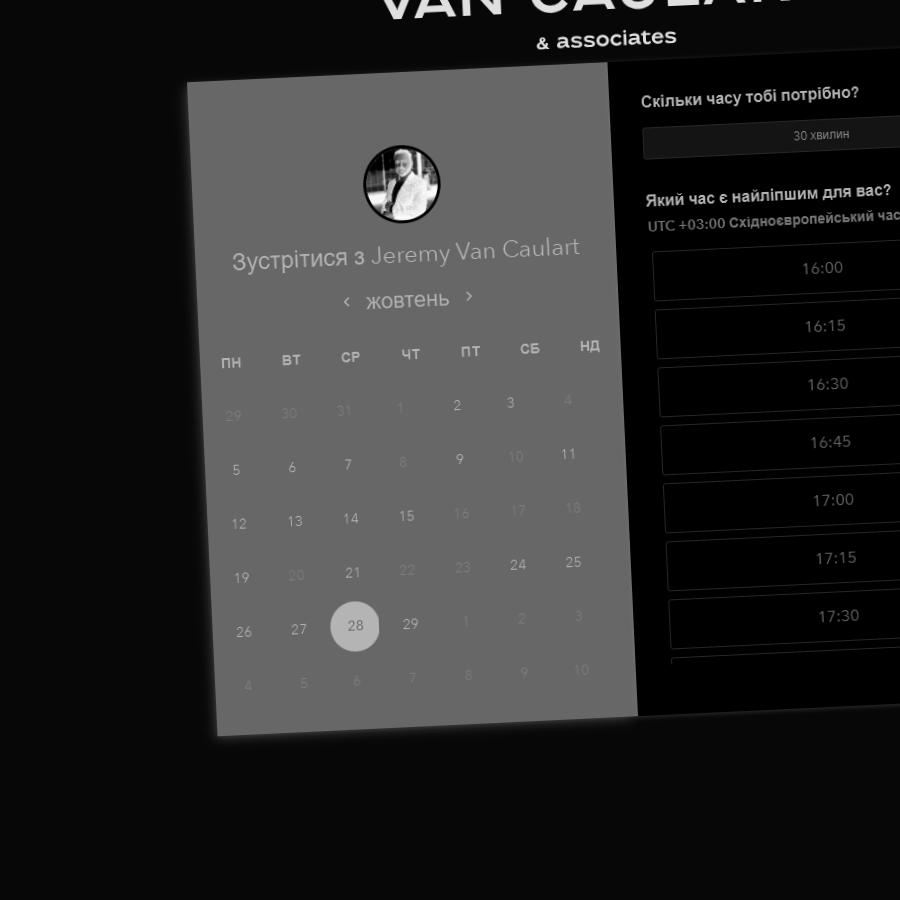 VAN CAULAR
& associates
Зустрітися з Jeremy Van Caulart
жовтень
ПН ВТ СР ЧТ ПТ СБ НД
29 30 31 1 2 3 4
5 6 7 8 9 10 11
12 13 14 15 16 17 18
19 20 21 22 23 24 25
26 27 28 29 1 2 3
4 5 6 7 8 9 10
Скільки часу тобі потрібно?
30 хвилин
Який час є найліпшим для вас?
UTC +03:00 Східноєвропейський час
16:00
16:15
16:30
16:45
17:00
17:15
17:30